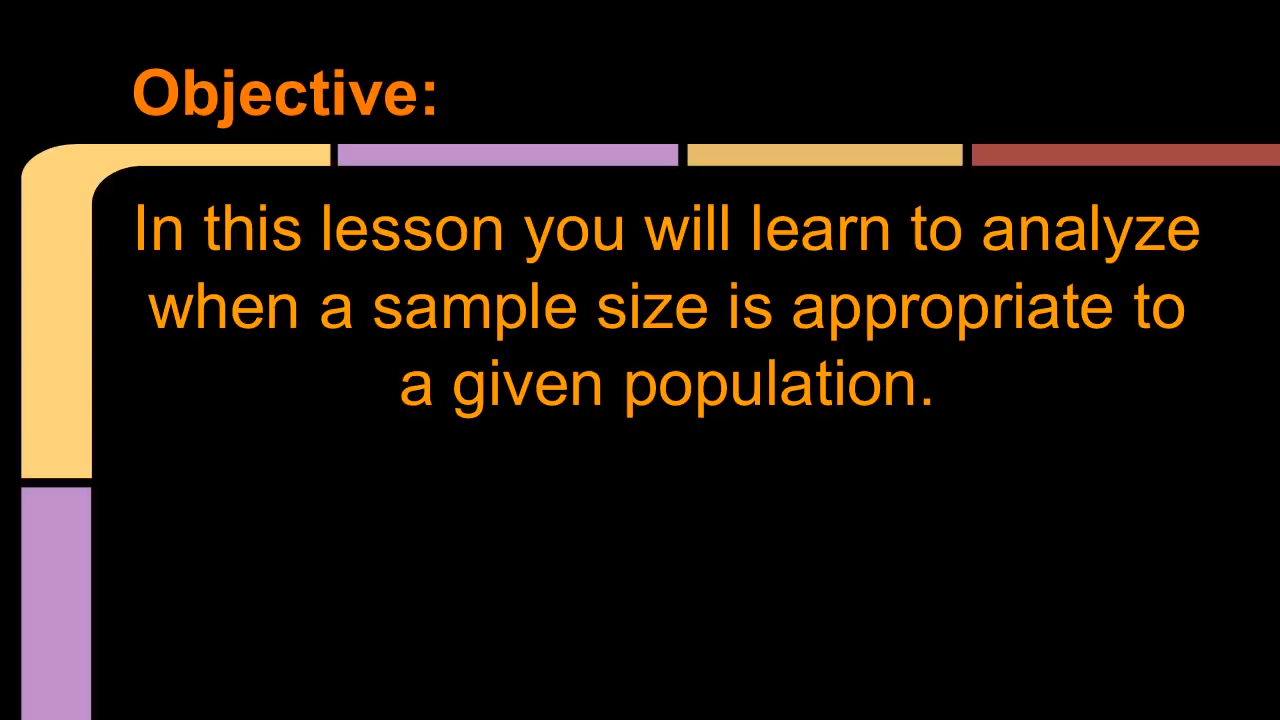 Objective:
In this lesson you will learn to analyze
when a sample size is appropriate to
a given population.